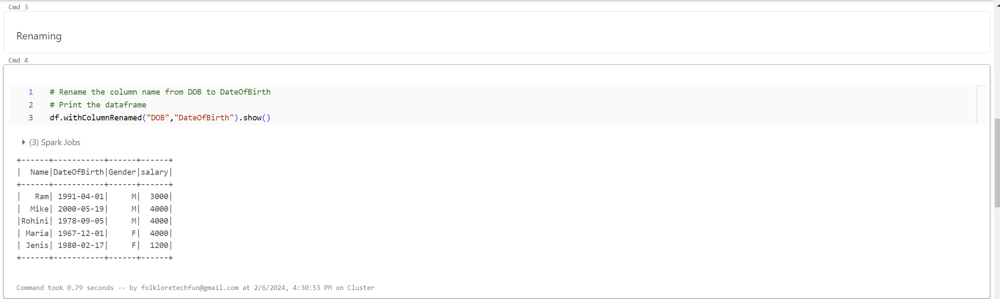 Cmd 3
Renaming
Cmd 4
1 # Rename the column name from DOB to DateOfBirth
2 # Print the dataframe
3 df.withColumnRenamed("DOB","DateOfBirth").show()
(3) Spark Jobs
+------+-----------+------+------+
|  Name|DateOfBirth|Gender|salary|
+------+-----------+------+------+
|   Ram| 1991-04-01|     M|  3000|
|  Mike| 2000-05-19|     M|  4000|
|Rohini| 1978-09-05|     M|  4000|
| Maria| 1967-12-01|     F|  4000|
| Jenis| 1980-02-17|     F|  1200|
+------+-----------+------+------+
Command took 0.79 seconds -- by folkloretechfun@gmail.com at 2/6/2024, 4:30:53 PM on Cluster